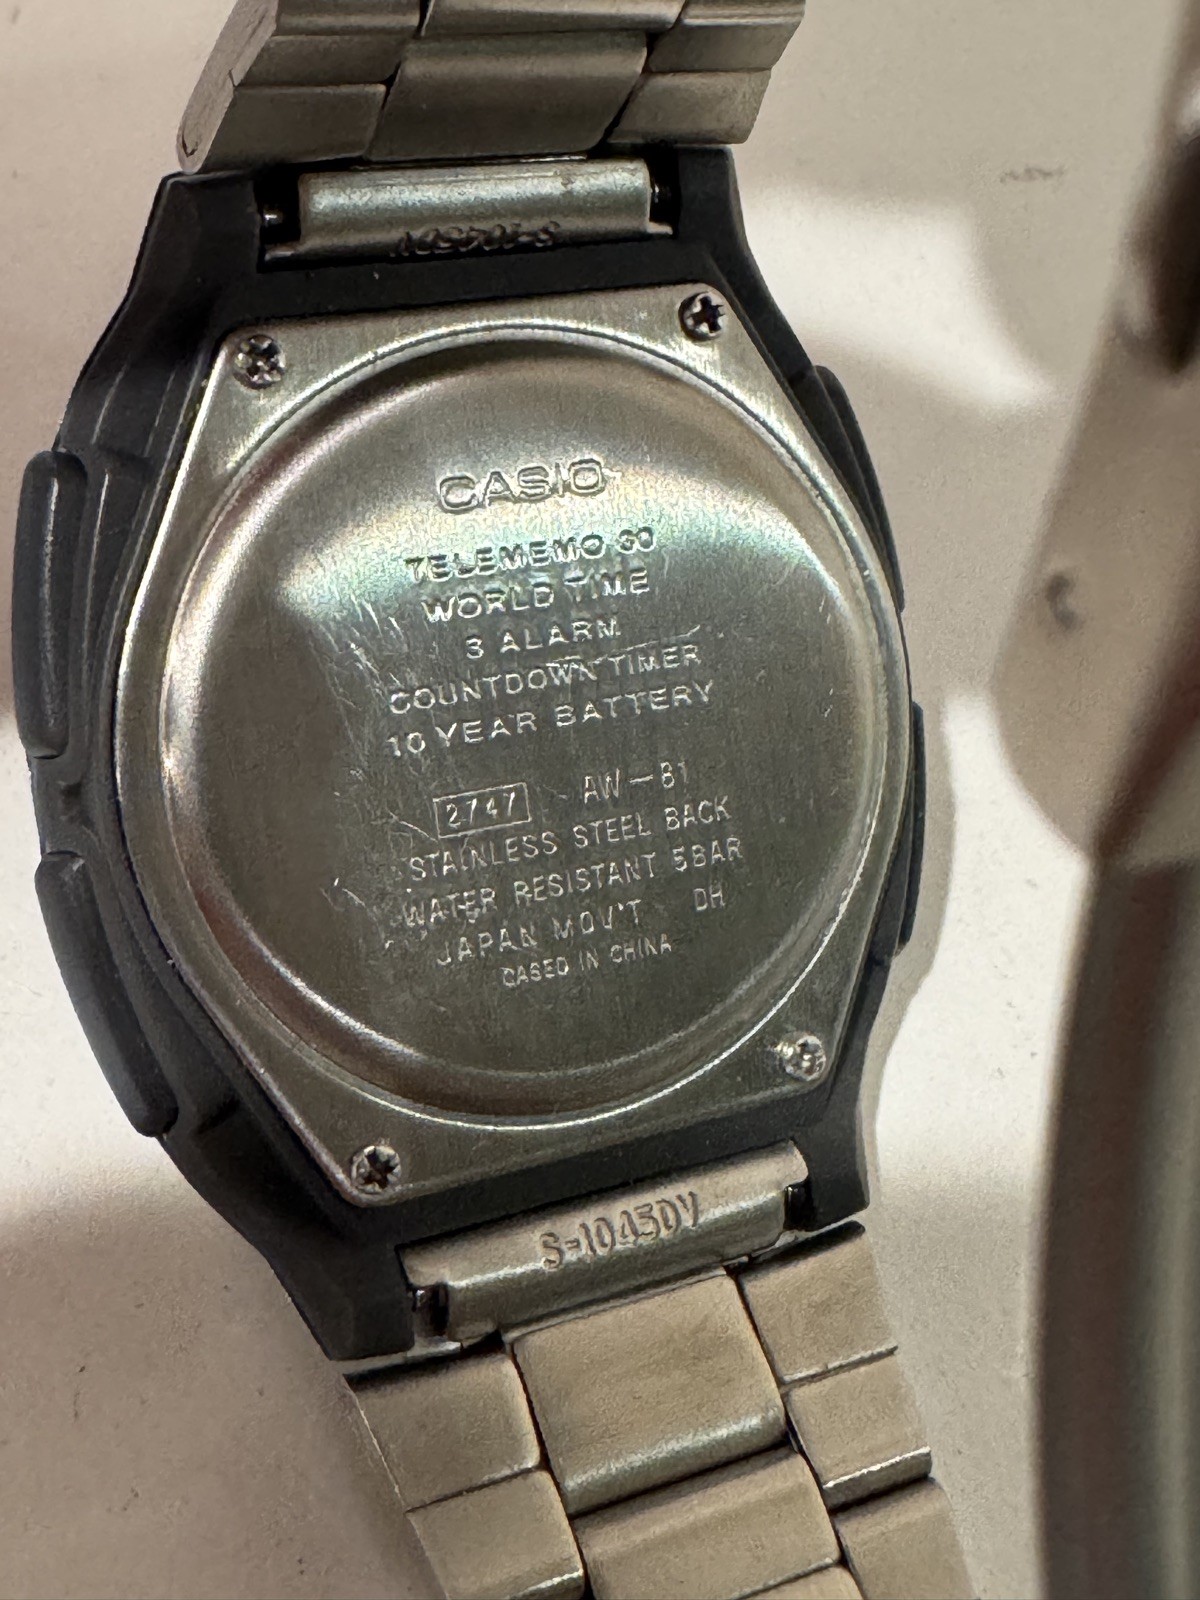 S-1045DV
CASIO
TELEMEMO 30
WORLD TIME
3 ALARM
COUNTDOWN TIMER
10 YEAR BATTERY
2747 AW-81
STAINLESS STEEL BACK
WATER RESISTANT 5BAR
JAPAN MOV'T DH
CASED IN CHINA
S-1045DV